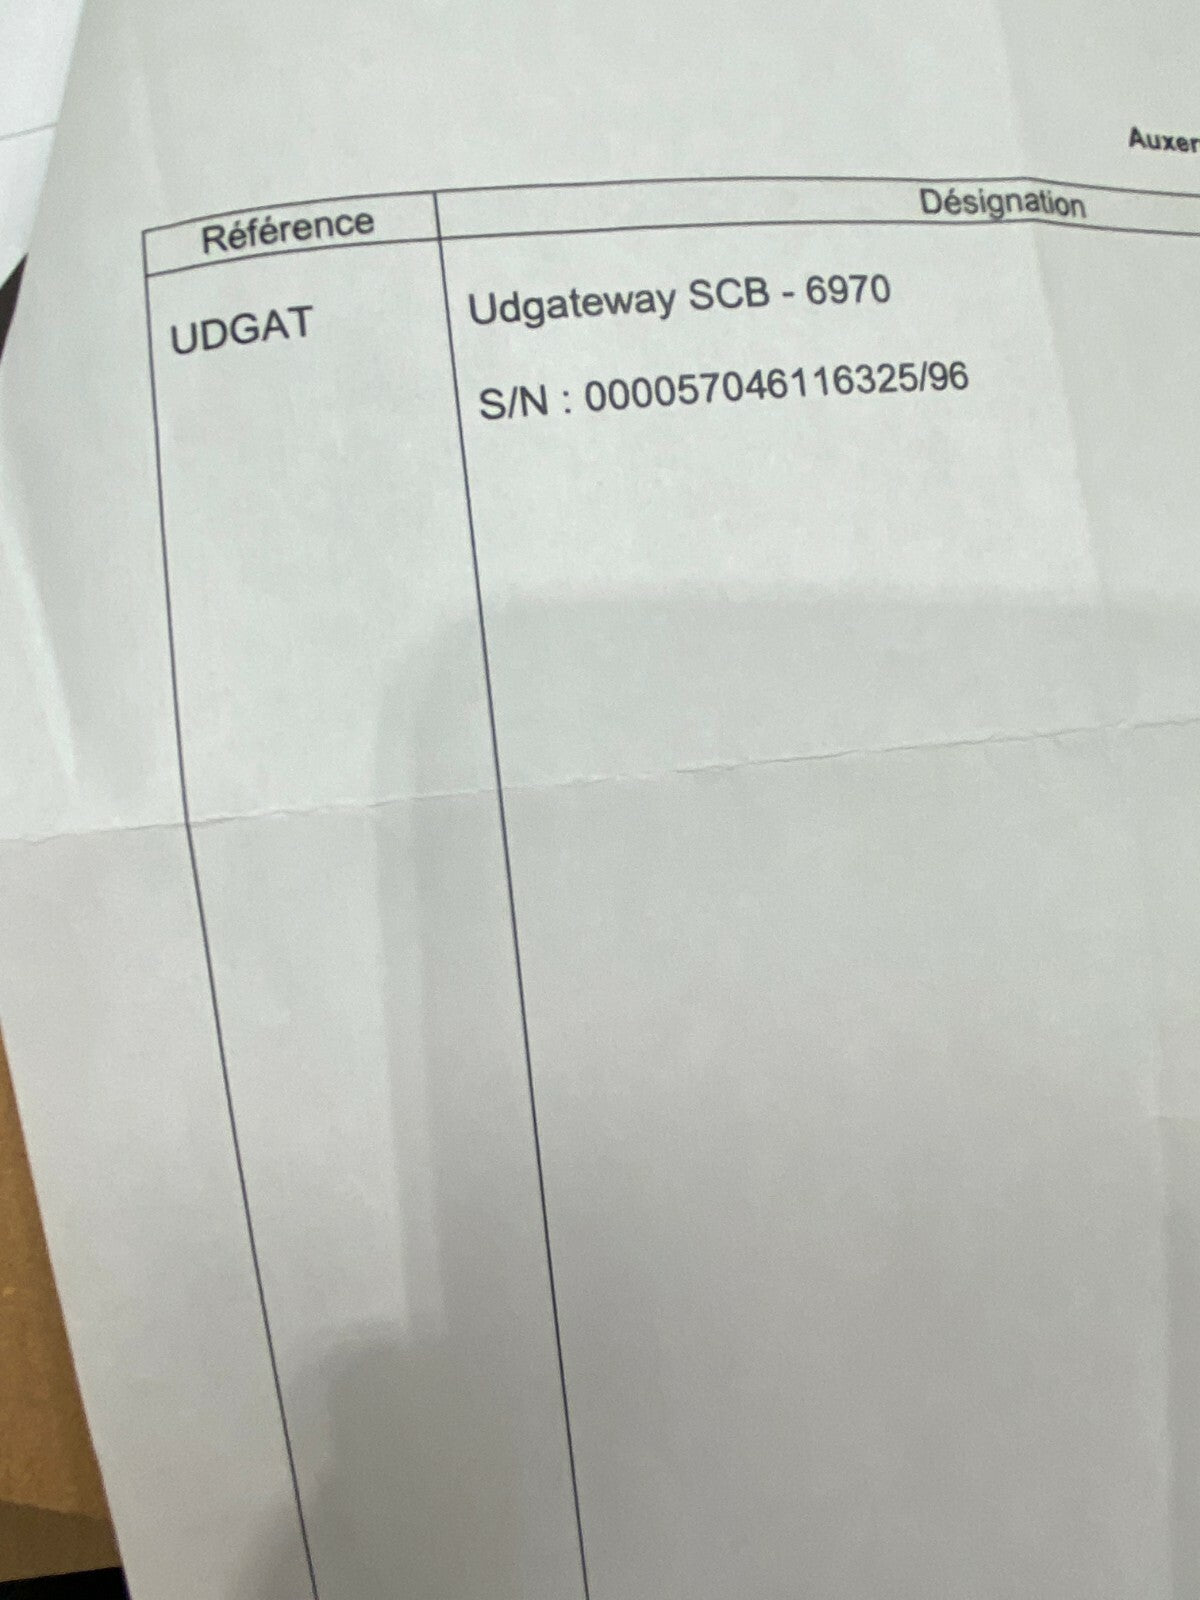 Auxer
Référence
Désignation
UDGAT
Udgateway SCB - 6970
S/N : 000057046116325/96